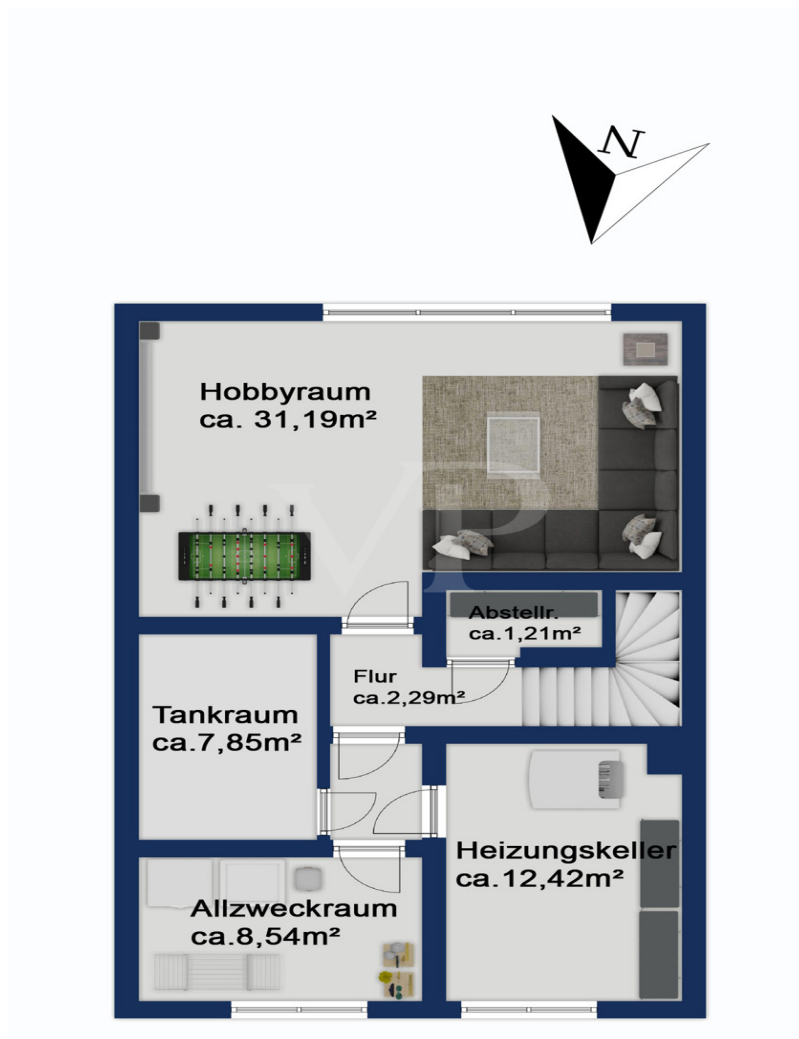 N
Hobbyraum
ca. 31,19m²
VP
Abstellr.
ca.1,21m²
Flur
ca.2,29m²
Tankraum
ca.7,85m²
Heizungskeller
ca.12,42m²
Allzweckraum
ca.8,54m²